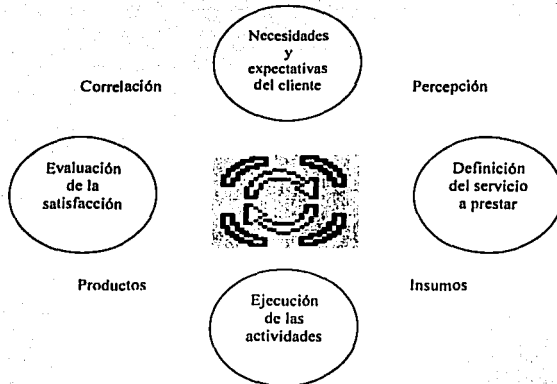 Necesidades
y
expectativas
del cliente
Correlación
Percepción
Evaluación
de la
satisfacción
Definición
del servicio
a prestar
Productos
Insumos
Ejecución
de las
actividades